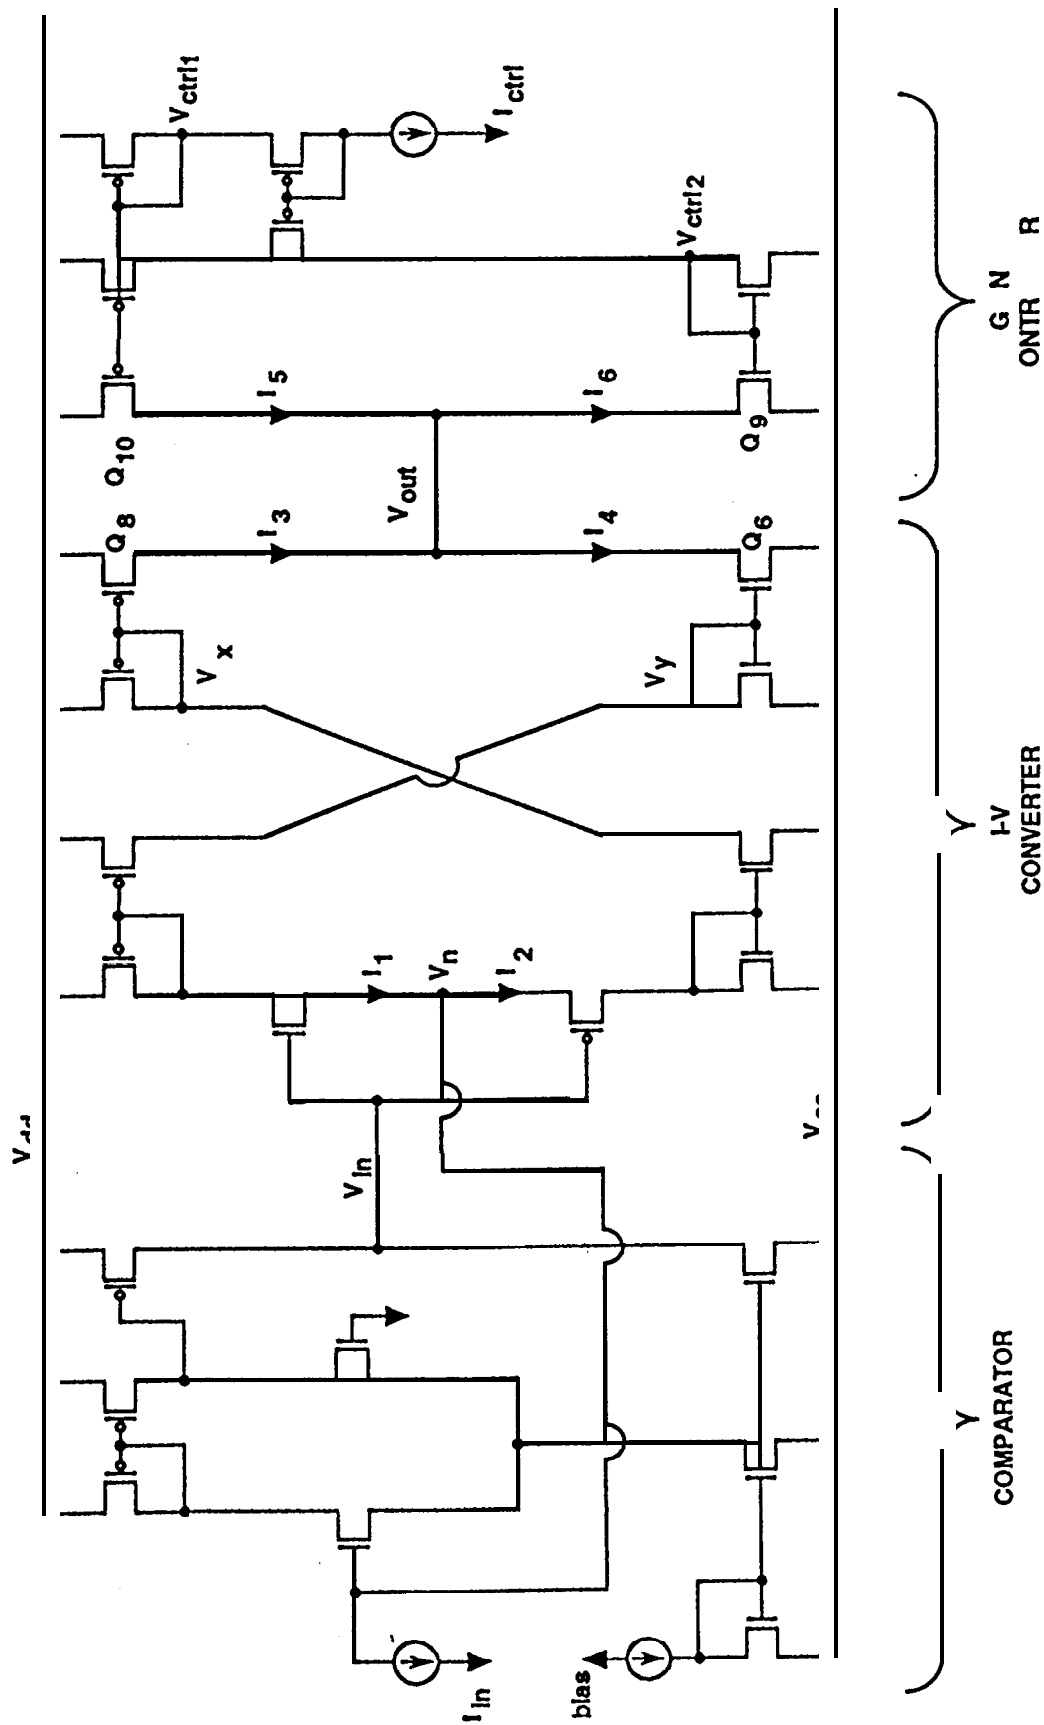 Vctrl1
Ictrl
Vctrl2
I5
I6
Q10
Q9
Vout
Q8
I3
I4
Q6
Vx
Vy
I1
Vn
I2
Vin
Iin
bias
G N R
ONTR
I-V
CONVERTER
COMPARATOR